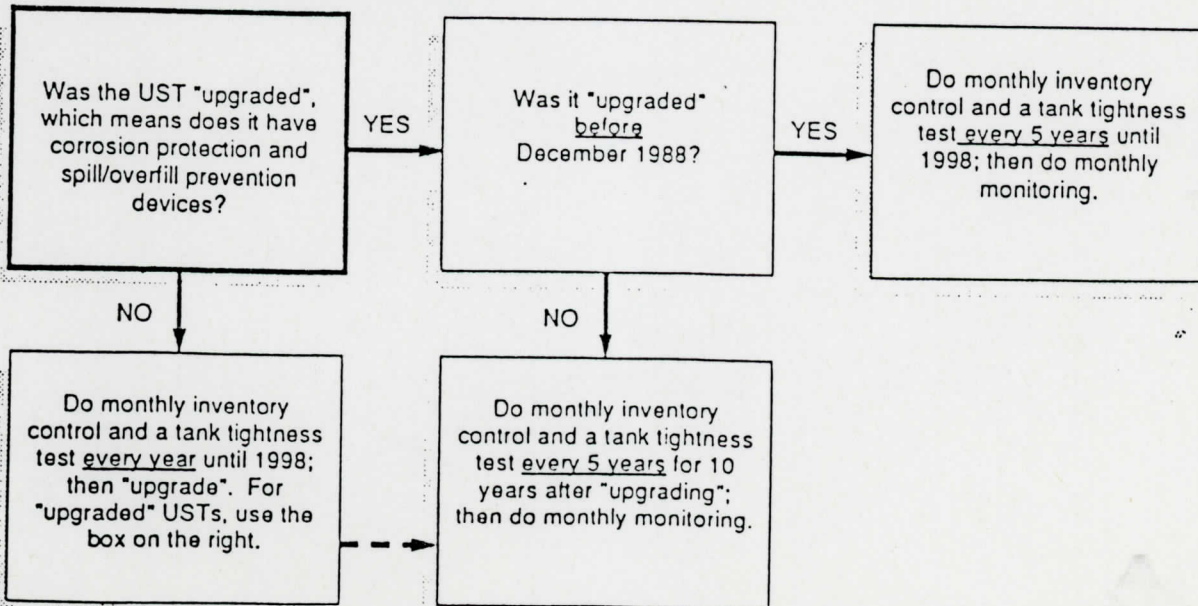 Was the UST "upgraded",
which means does it have
corrosion protection and
spill/overfill prevention
devices?
YES
Was it "upgraded"
before
December 1988?
YES
Do monthly inventory
control and a tank tightness
test every 5 years until
1998; then do monthly
monitoring.
NO
NO
Do monthly inventory
control and a tank tightness
test every year until 1998;
then "upgrade". For
"upgraded" USTs, use the
box on the right.
Do monthly inventory
control and a tank tightness
test every 5 years for 10
years after "upgrading";
then do monthly monitoring.